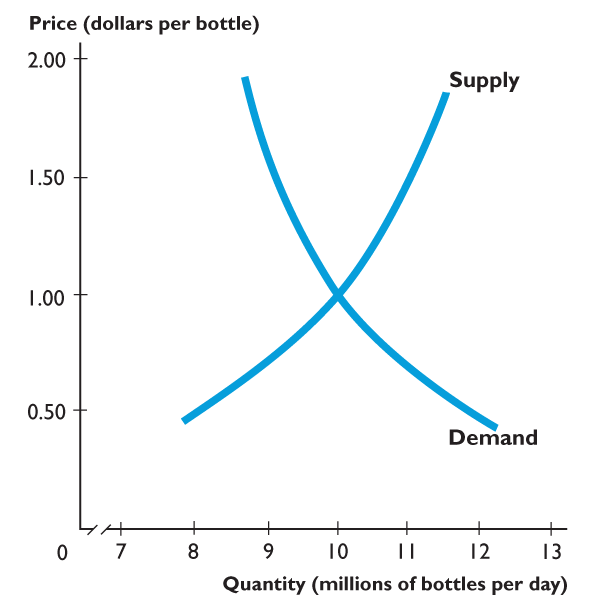 Price (dollars per bottle)
2.00
Supply
1.50
1.00
0.50
Demand
0 7 8 9 10 11 12 13
Quantity (millions of bottles per day)